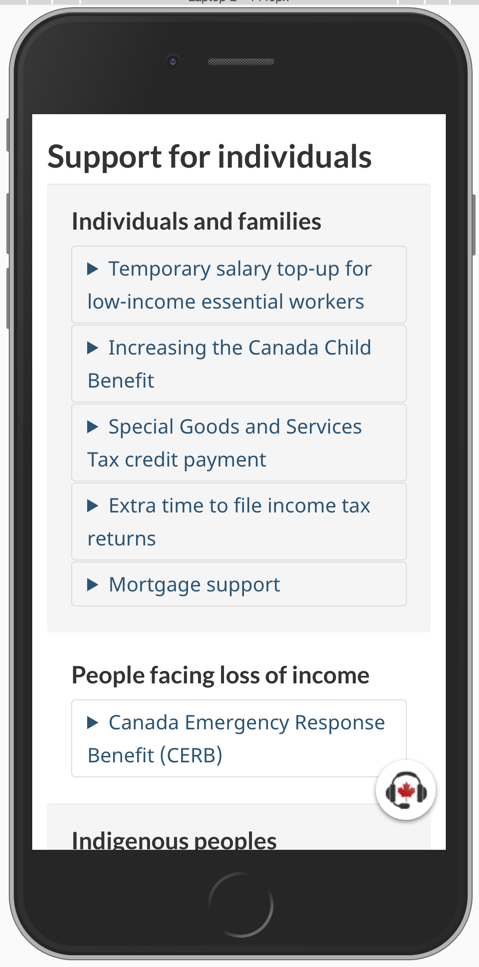 Support for individuals
Individuals and families
Temporary salary top-up for
low-income essential workers
Increasing the Canada Child
Benefit
Special Goods and Services
Tax credit payment
Extra time to file income tax
returns
Mortgage support
People facing loss of income
Canada Emergency Response
Benefit (CERB)
Indigenous peoples